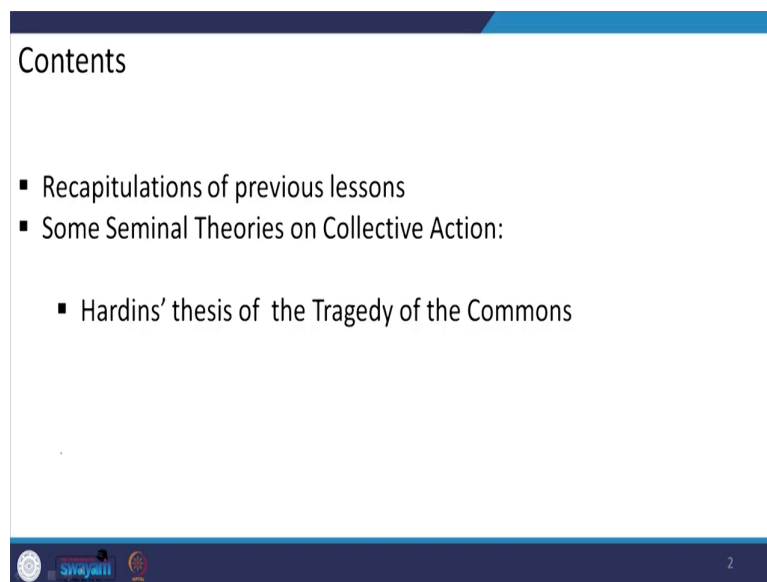 Contents
▪ Recapitulations of previous lessons
▪ Some Seminal Theories on Collective Action:
▪ Hardins’ thesis of the Tragedy of the Commons
swayam
2